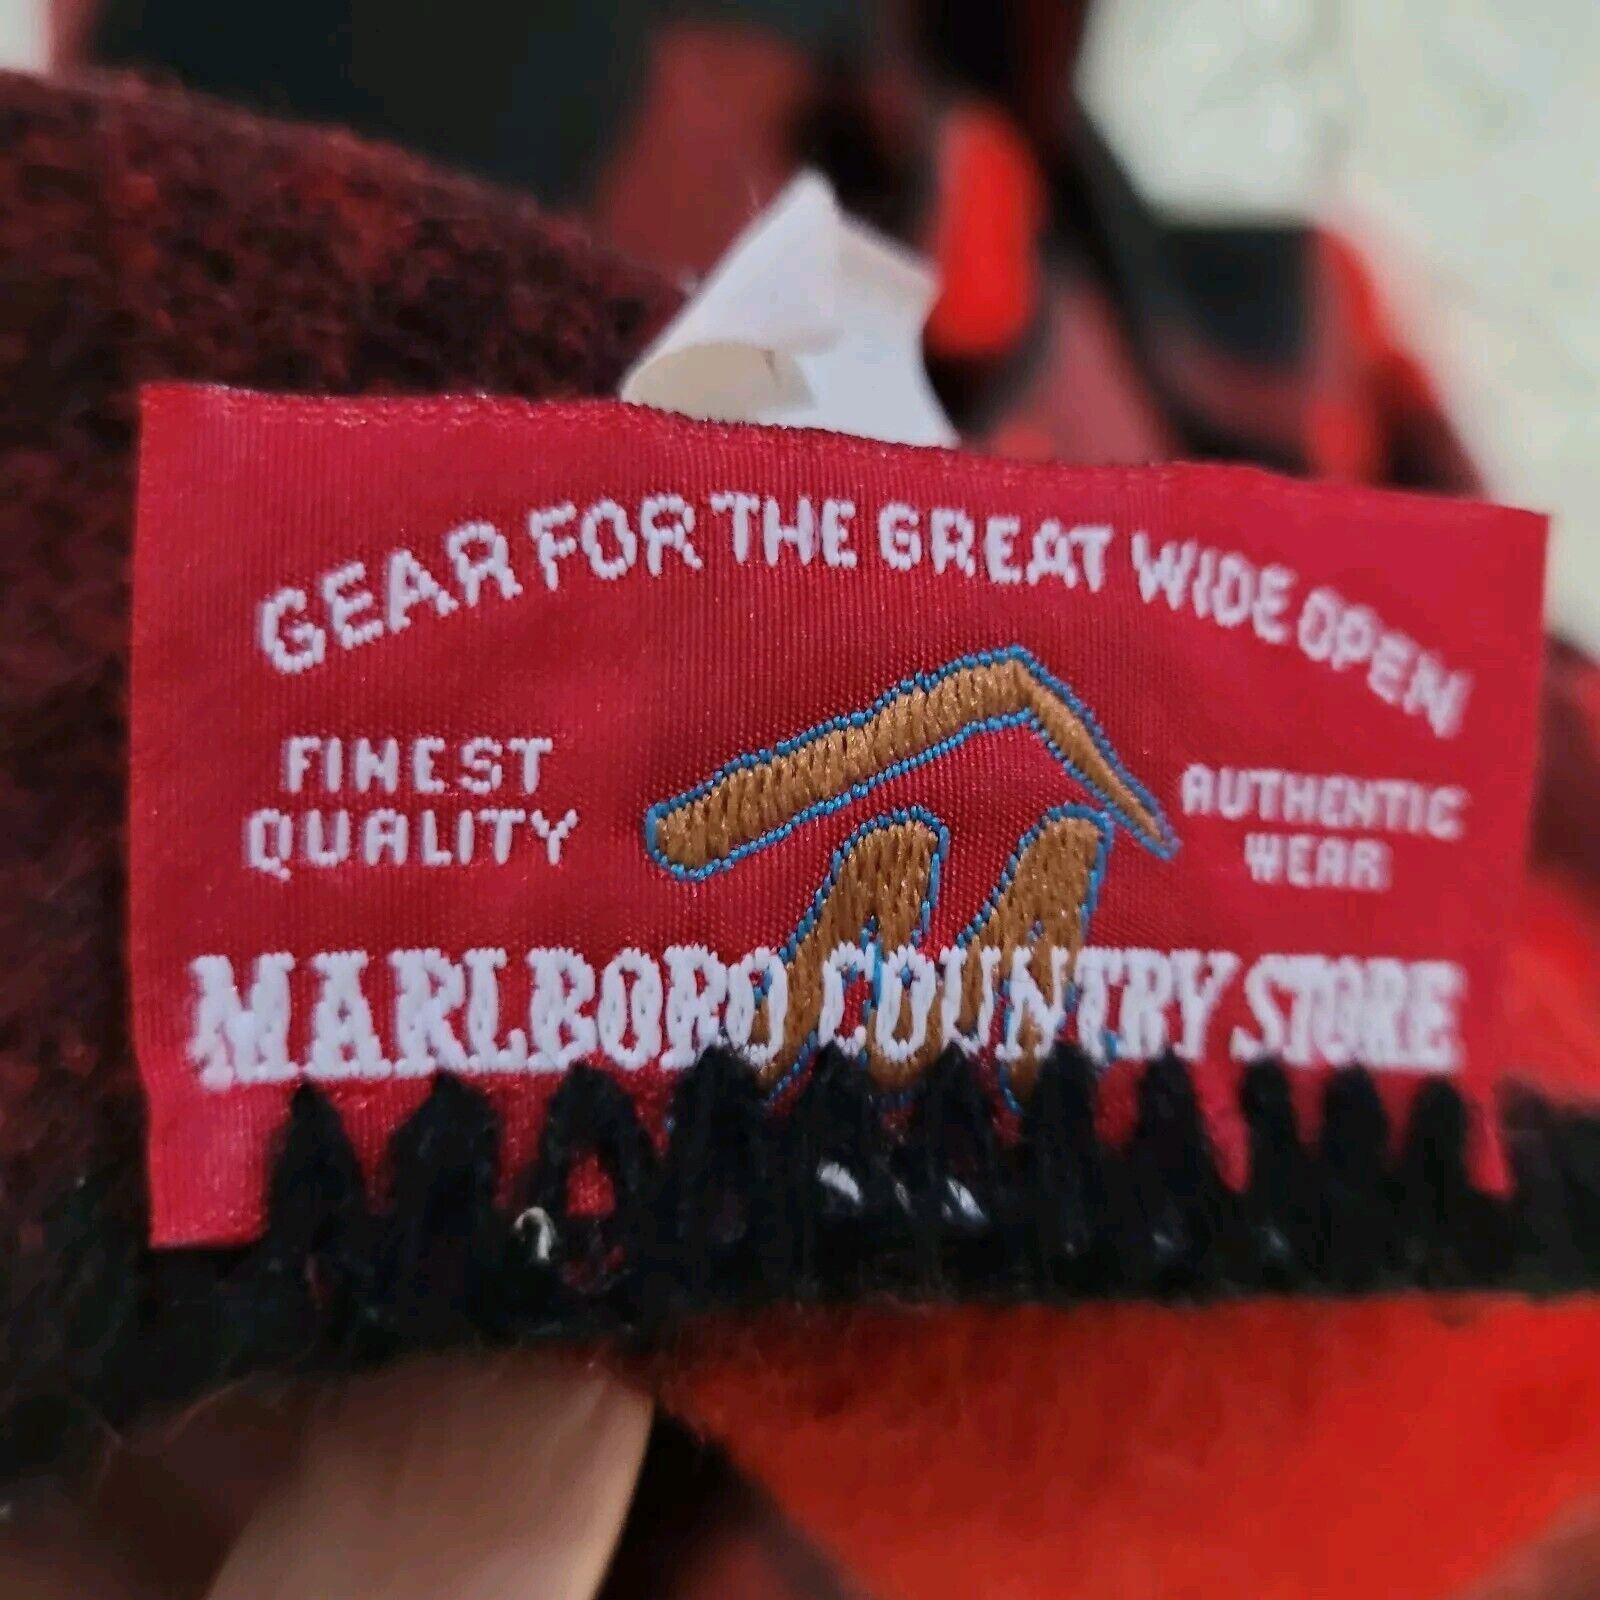 GEAR FOR THE GREAT WIDE OPEN
FINEST
QUALITY
AUTHENTIC
WEAR
MARLBORO COUNTRY STORE